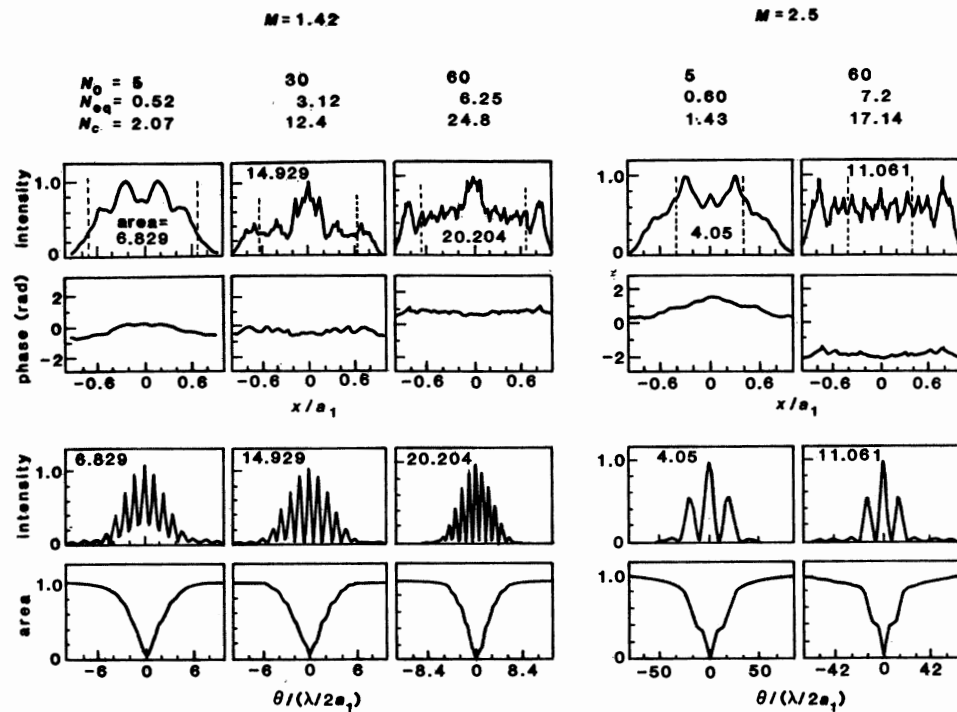 M = 1.42 M = 2.5
N₀ = 5 30 60 5 60
Neq = 0.52 3.12 6.25 0.60 7.2
Nc = 2.07 12.4 24.8 1.43 17.14
intensity 1.0 0 area= 6.829 14.929 20.204 1.0 0 4.05 11.061
phase (rad) 2 0 −2 2 0 −2
−0.6 0 0.6 −0.6 0 0.6 −0.6 0 0.6 −0.6 0 0.6 −0.6 0 0.6
x/a₁ x/a₁
intensity 1.0 0 6.829 14.929 20.204 1.0 0 4.05 11.061
area 1.0 0 1.0 0
−6 0 6 −6 0 6 −8.4 0 8.4 −50 0 50 −42 0 42
θ/(λ/2a₁) θ/(λ/2a₁)